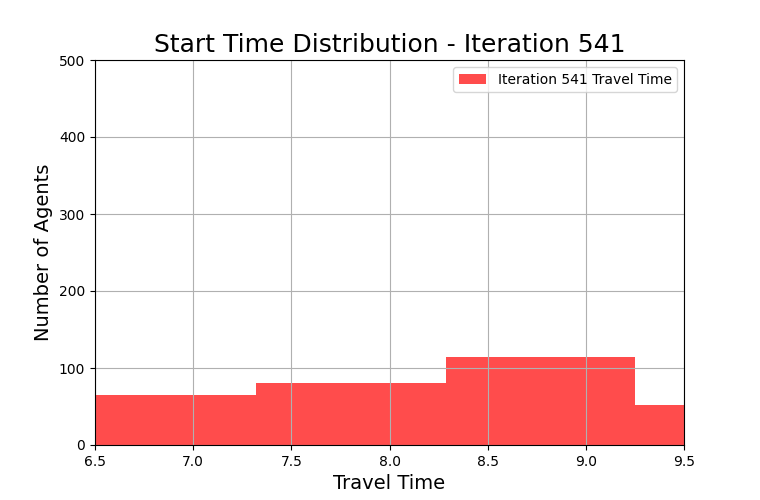 Start Time Distribution - Iteration 541
Iteration 541 Travel Time
Number of Agents
500
400
300
200
100
0
6.5 7.0 7.5 8.0 8.5 9.0 9.5
Travel Time